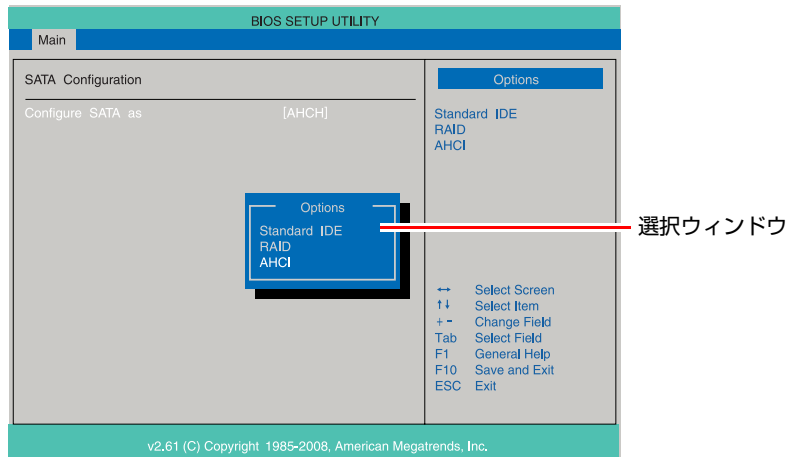 BIOS SETUP UTILITY
Main
SATA Configuration
Configure SATA as [AHCH]
Options
Standard IDE
RAID
AHCI
Options
Standard IDE
RAID
AHCI
選択ウィンドウ
↔ Select Screen
↑↓ Select Item
+ - Change Field
Tab Select Field
F1 General Help
F10 Save and Exit
ESC Exit
v2.61 (C) Copyright 1985-2008, American Megatrends, Inc.